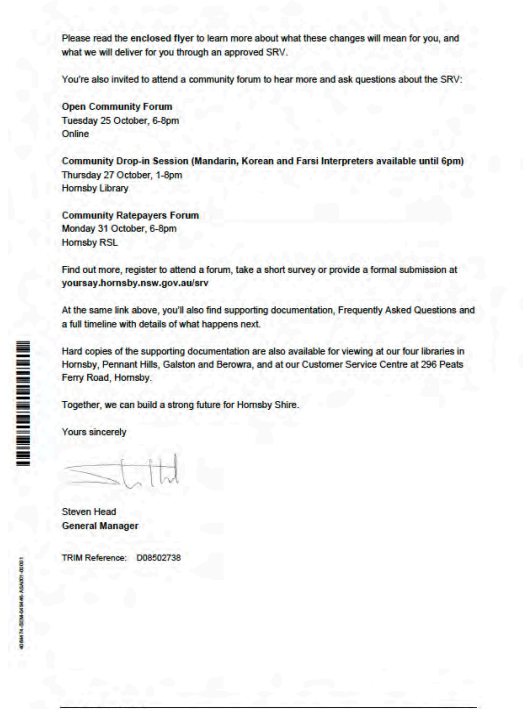 Please read the enclosed flyer to learn more about what these changes will mean for you, and
what we will deliver for you through an approved SRV.
You're also invited to attend a community forum to hear more and ask questions about the SRV:
Open Community Forum
Tuesday 25 October, 6-8pm
Online
Community Drop-in Session (Mandarin, Korean and Farsi Interpreters available until 6pm)
Thursday 27 October, 1-8pm
Hornsby Library
Community Ratepayers Forum
Monday 31 October, 6-8pm
Hornsby RSL
Find out more, register to attend a forum, take a short survey or provide a formal submission at
yoursay.hornsby.nsw.gov.au/srv
At the same link above, you'll also find supporting documentation, Frequently Asked Questions and
a full timeline with details of what happens next.
Hard copies of the supporting documentation are also available for viewing at our four libraries in
Hornsby, Pennant Hills, Galston and Berowra, and at our Customer Service Centre at 296 Peats
Ferry Road, Hornsby.
Together, we can build a strong future for Hornsby Shire.
Yours sincerely
Steven Head
General Manager
TRIM Reference: D08502738